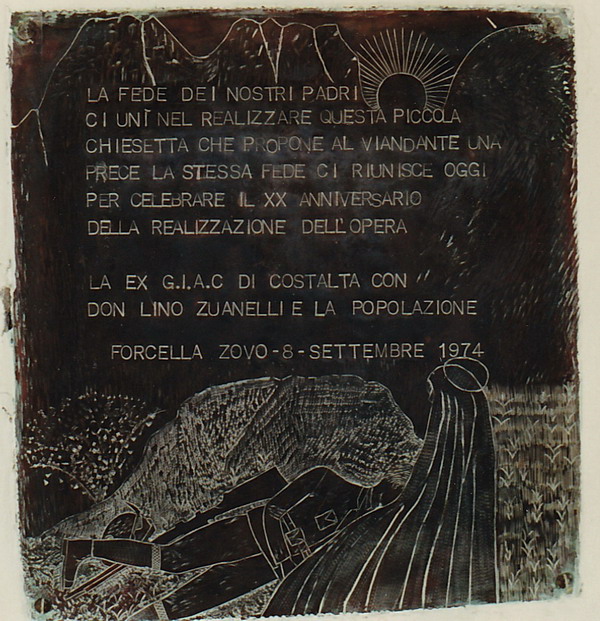 LA FEDE DEI NOSTRI PADRI
CI UNÌ NEL REALIZZARE QUESTA PICCOLA
CHIESETTA CHE PROPONE AL VIANDANTE UNA
PRECE LA STESSA FEDE CI RIUNISCE OGGI
PER CELEBRARE IL XX ANNIVERSARIO
DELLA REALIZZAZIONE DELL'OPERA
LA EX G.I.A.C DI COSTALTA CON
DON LINO ZUANELLI E LA POPOLAZIONE
FORCELLA ZOVO-8-SETTEMBRE 1974